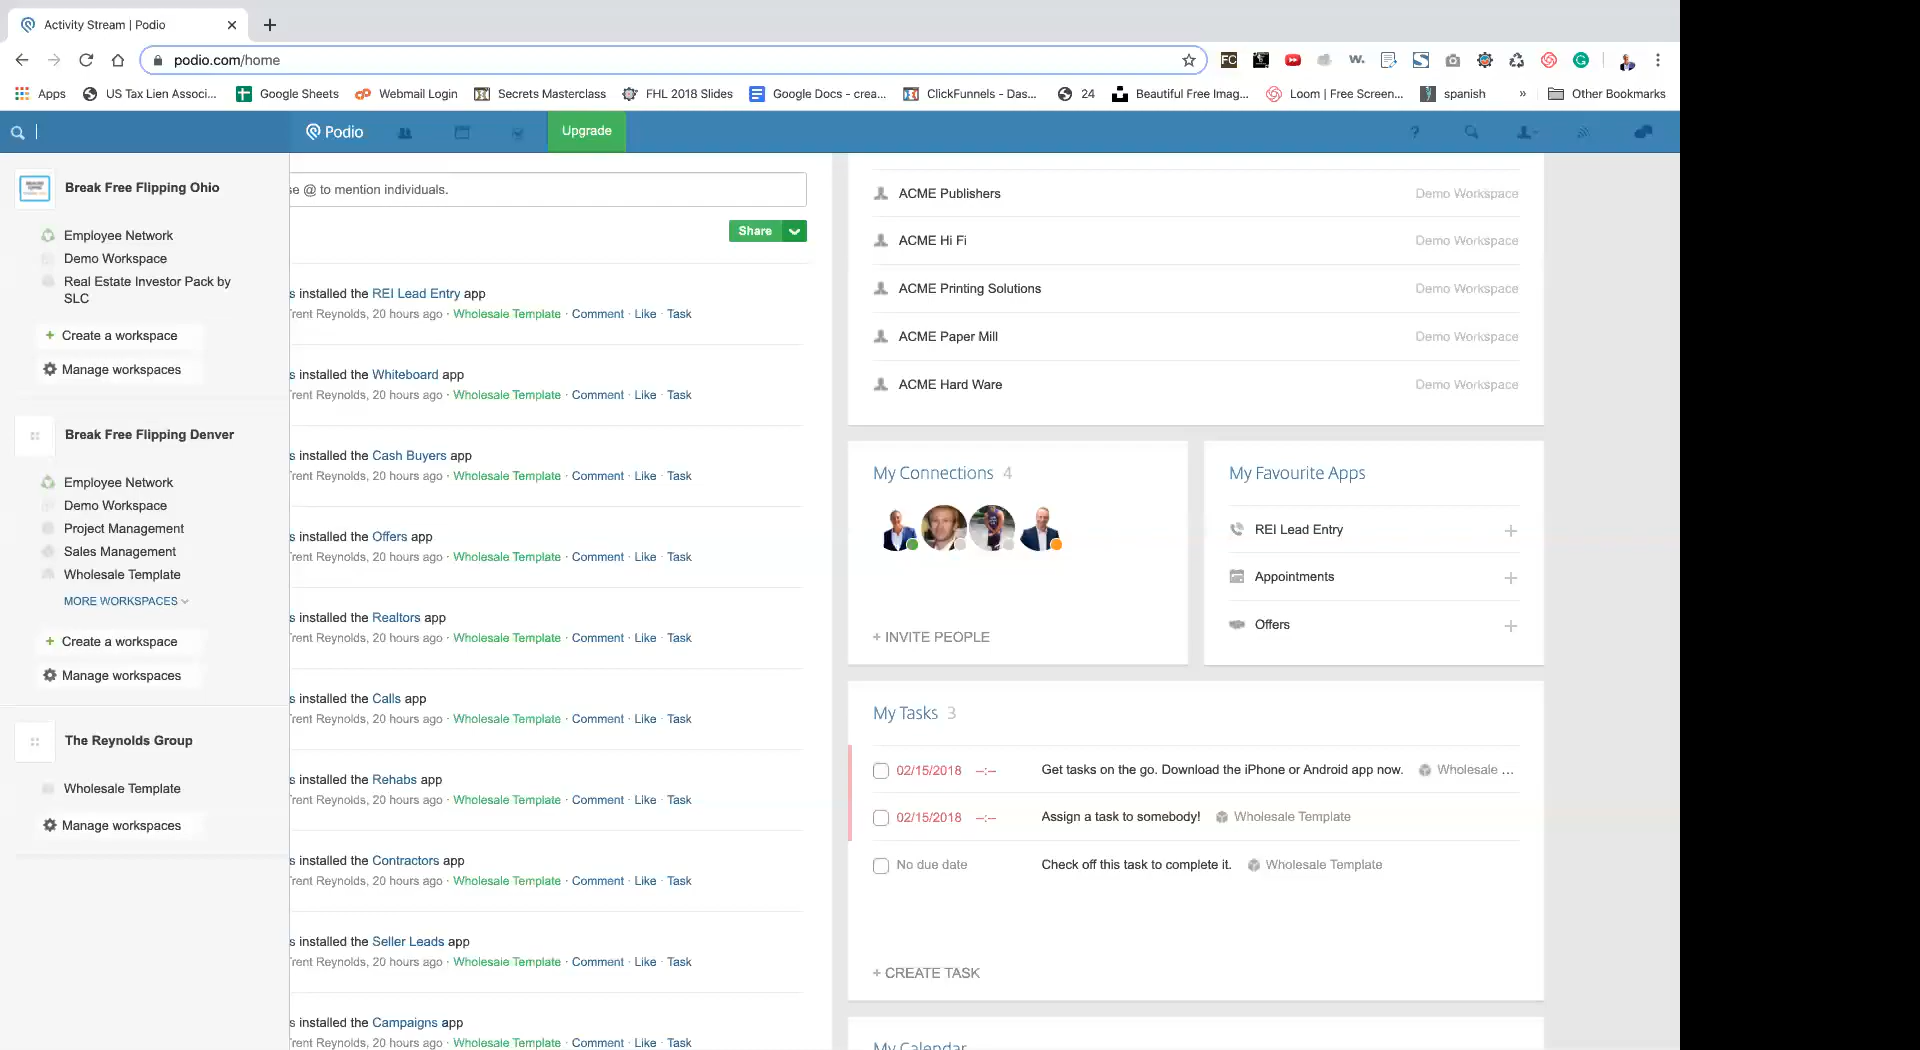 Activity Stream | Podio
podio.com/home
Apps
US Tax Lien Associ...
Google Sheets
Webmail Login
Secrets Masterclass
FHL 2018 Slides
Google Docs - crea...
ClickFunnels - Das...
24
Beautiful Free Imag...
Loom | Free Screen...
spanish
»
Other Bookmarks
Podio
Upgrade
?
Break Free Flipping Ohio
Employee Network
Demo Workspace
Real Estate Investor Pack by
SLC
+ Create a workspace
Manage workspaces
Break Free Flipping Denver
Employee Network
Demo Workspace
Project Management
Sales Management
Wholesale Template
MORE WORKSPACES
+ Create a workspace
Manage workspaces
The Reynolds Group
Wholesale Template
Manage workspaces
se @ to mention individuals.
Share
s installed the REI Lead Entry app
Trent Reynolds, 20 hours ago · Wholesale Template · Comment · Like · Task
s installed the Whiteboard app
Trent Reynolds, 20 hours ago · Wholesale Template · Comment · Like · Task
s installed the Cash Buyers app
Trent Reynolds, 20 hours ago · Wholesale Template · Comment · Like · Task
s installed the Offers app
Trent Reynolds, 20 hours ago · Wholesale Template · Comment · Like · Task
s installed the Realtors app
Trent Reynolds, 20 hours ago · Wholesale Template · Comment · Like · Task
s installed the Calls app
Trent Reynolds, 20 hours ago · Wholesale Template · Comment · Like · Task
s installed the Rehabs app
Trent Reynolds, 20 hours ago · Wholesale Template · Comment · Like · Task
s installed the Contractors app
Trent Reynolds, 20 hours ago · Wholesale Template · Comment · Like · Task
s installed the Seller Leads app
Trent Reynolds, 20 hours ago · Wholesale Template · Comment · Like · Task
s installed the Campaigns app
Trent Reynolds, 20 hours ago · Wholesale Template · Comment · Like · Task
ACME Publishers Demo Workspace
ACME Hi Fi Demo Workspace
ACME Printing Solutions Demo Workspace
ACME Paper Mill Demo Workspace
ACME Hard Ware Demo Workspace
My Connections 4
+ INVITE PEOPLE
My Favourite Apps
REI Lead Entry
Appointments
Offers
My Tasks 3
02/15/2018 --:-- Get tasks on the go. Download the iPhone or Android app now. Wholesale ...
02/15/2018 --:-- Assign a task to somebody! Wholesale Template
No due date Check off this task to complete it. Wholesale Template
+ CREATE TASK
My Calendar